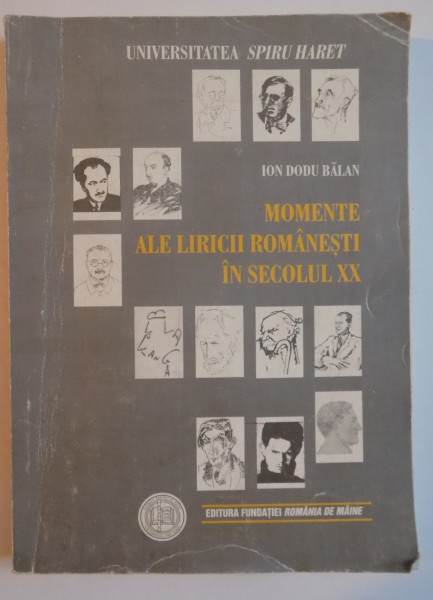 UNIVERSITATEA SPIRU HARET
ION DODU BĂLAN
MOMENTE
ALE LIRICII ROMÂNEȘTI
ÎN SECOLUL XX
EDITURA FUNDAȚIEI ROMÂNIA DE MÂINE